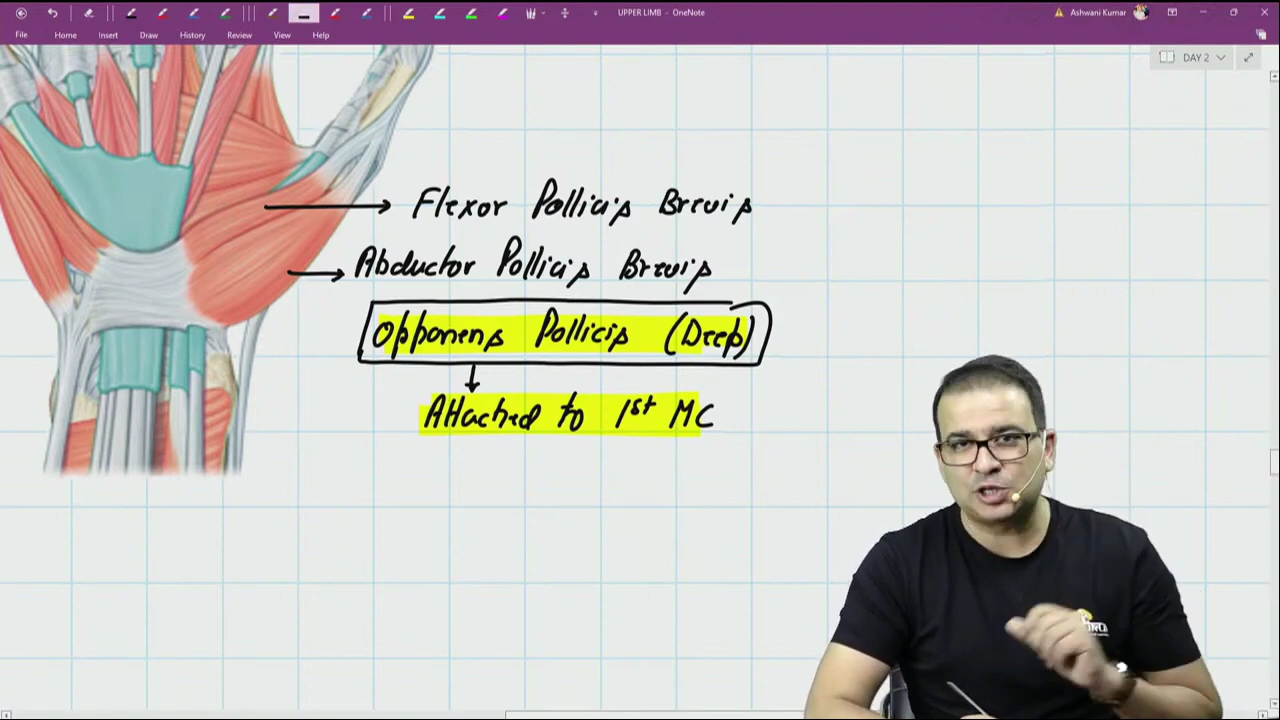 UPPER LIMB – OneNote
Ashwani Kumar
File Home Insert Draw History Review View Help
DAY 2
Flexor Pollicis Brevis
Abductor Pollicis Brevis
Opponens Pollicis (Deep)
Attached to 1st MC